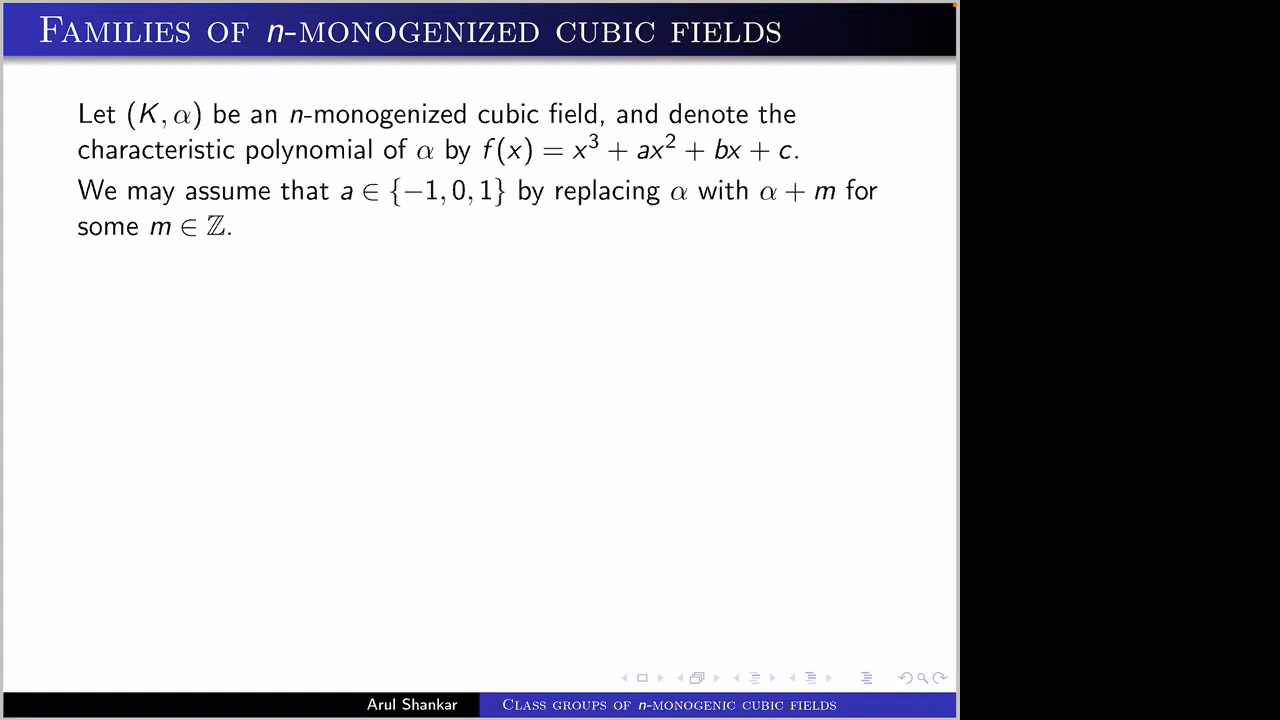 FAMILIES OF n-MONOGENIZED CUBIC FIELDS
Let (K, α) be an n-monogenized cubic field, and denote the
characteristic polynomial of α by f(x) = x³ + ax² + bx + c.
We may assume that a ∈ {−1, 0, 1} by replacing α with α + m for
some m ∈ ℤ.
Arul Shankar
CLASS GROUPS OF n-MONOGENIC CUBIC FIELDS